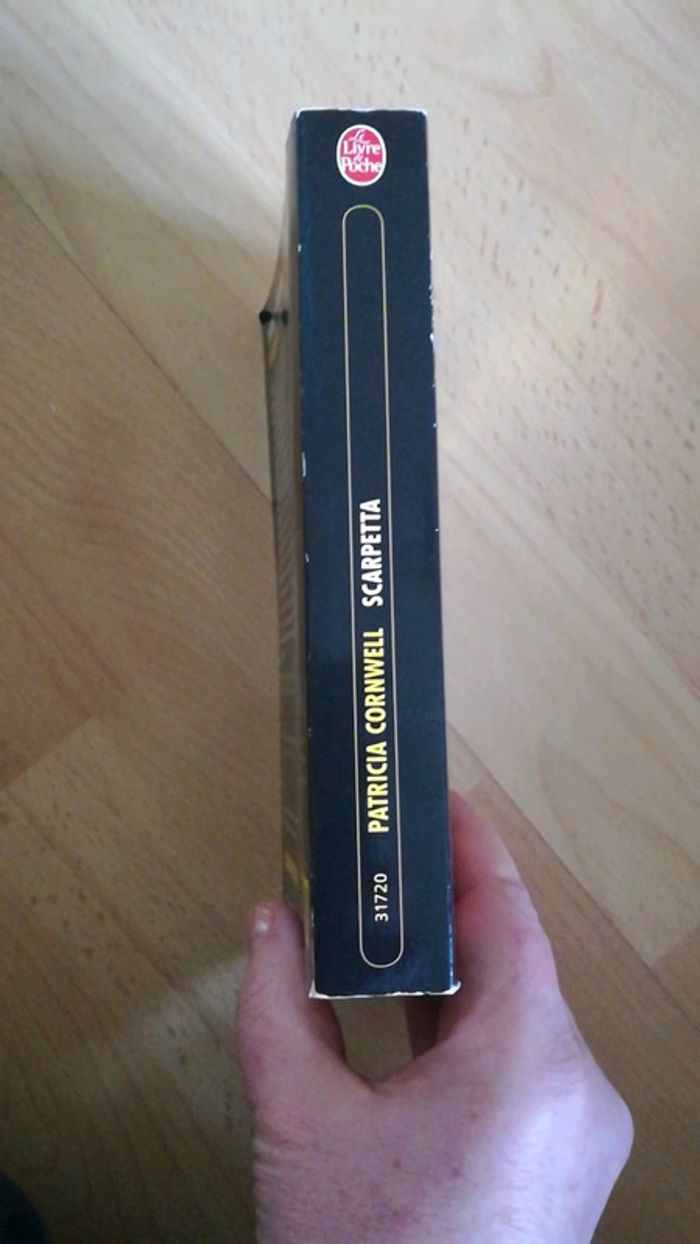 Le
Livre
de
Poche
31720 PATRICIA CORNWELL SCARPETTA